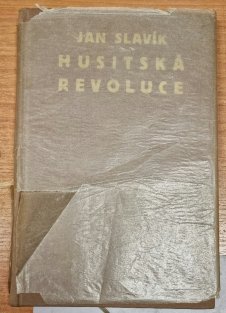 JAN SLAVÍK
HUSITSKÁ
REVOLUCE